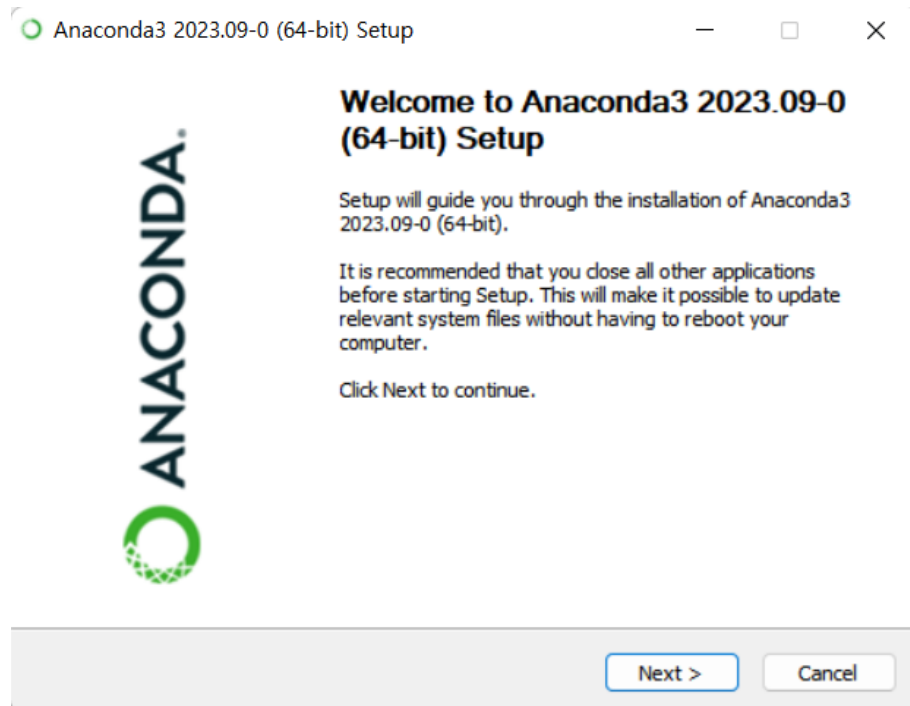 Anaconda3 2023.09-0 (64-bit) Setup
Welcome to Anaconda3 2023.09-0
(64-bit) Setup
Setup will guide you through the installation of Anaconda3
2023.09-0 (64-bit).
It is recommended that you close all other applications
before starting Setup. This will make it possible to update
relevant system files without having to reboot your
computer.
Click Next to continue.
ANACONDA.
Next >
Cancel